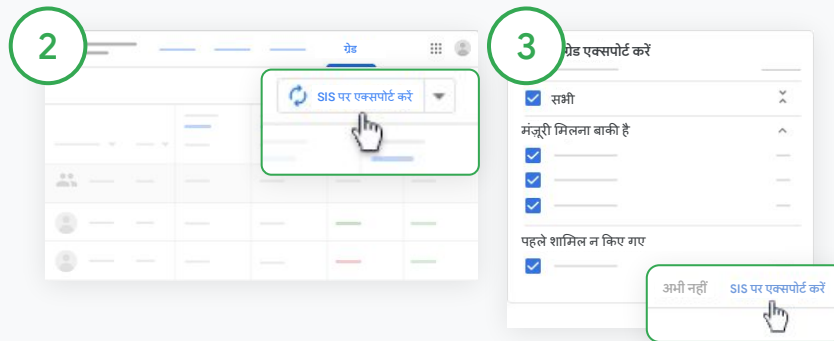 2
ग्रेड
SIS पर एक्सपोर्ट करें
3
ग्रेड एक्सपोर्ट करें
सभी
मंज़ूरी मिलना बाकी है
पहले शामिल न किए गए
अभी नहीं
SIS पर एक्सपोर्ट करें